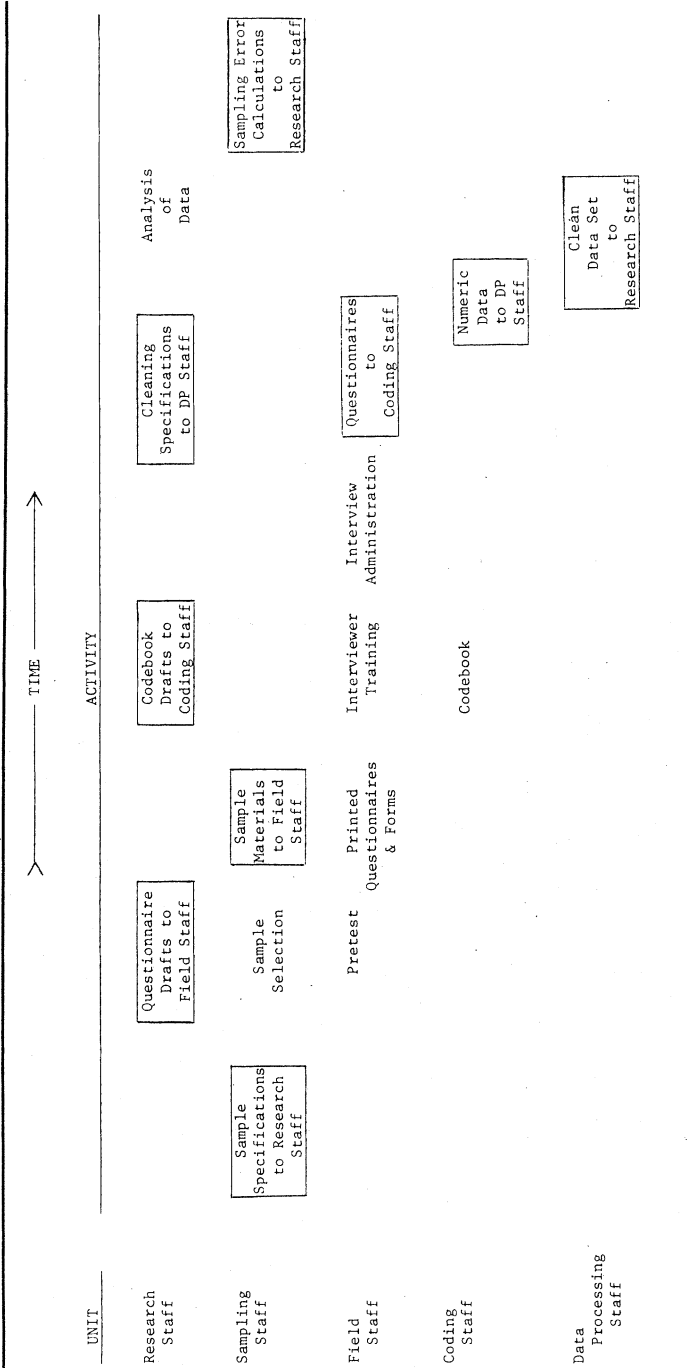 TIME
UNIT
ACTIVITY
Research
Staff
Questionnaire
Drafts to
Field Staff
Codebook
Drafts to
Coding Staff
Cleaning
Specifications
to DP Staff
Analysis
of
Data
Sampling
Staff
Sample
Specifications
to Research
Staff
Sample
Selection
Sample
Materials
to Field
Staff
Sampling Error
Calculations
to
Research Staff
Field
Staff
Pretest
Printed
Questionnaires
& Forms
Interviewer
Training
Interview
Administration
Questionnaires
to
Coding Staff
Coding
Staff
Codebook
Numeric
Data
to DP
Staff
Data
Processing
Staff
Clean
Data Set
to
Research Staff